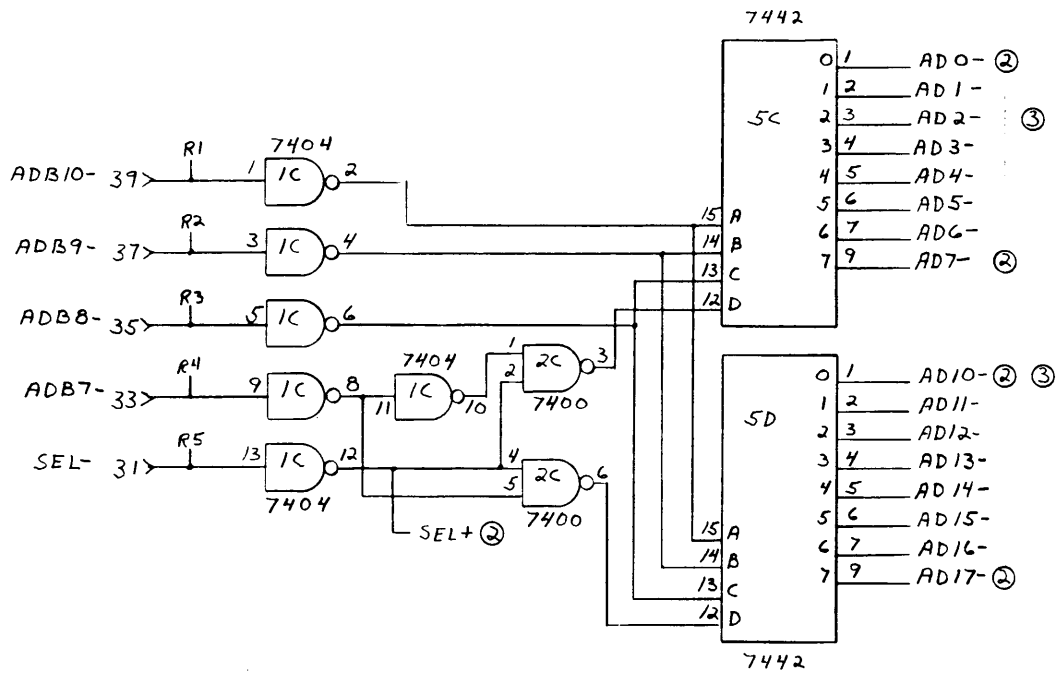 7442
0 1 AD0- ②
1 2 AD1-
5C 2 3 AD2- ③
3 4 AD3-
4 5 AD4-
5 6 AD5-
6 7 AD6-
7 9 AD7- ②
15 A
14 B
13 C
12 D
R1 7404
ADB10- 39 1 1C 2
R2
ADB9- 37 3 1C 4
R3
ADB8- 35 5 1C 6
R4 7404
ADB7- 33 9 1C 8 11 1C 10
1 2 2C 3
7400
R5
SEL- 31 13 1C 12
7404
4 5 2C 6
7400
SEL+ ②
0 1 AD10- ② ③
1 2 AD11-
5D 2 3 AD12-
3 4 AD13-
4 5 AD14-
5 6 AD15-
6 7 AD16-
7 9 AD17- ②
15 A
14 B
13 C
12 D
7442